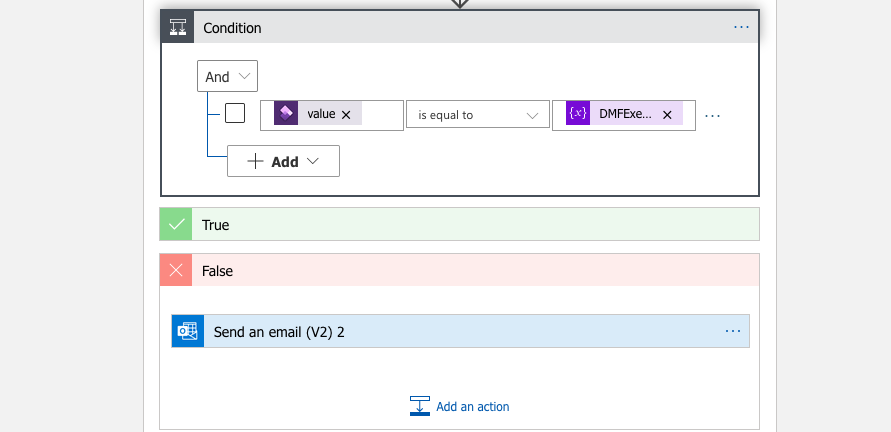 Condition
...
And
value ×
is equal to
{x} DMFExe... ×
...
+ Add
True
False
Send an email (V2) 2
...
Add an action